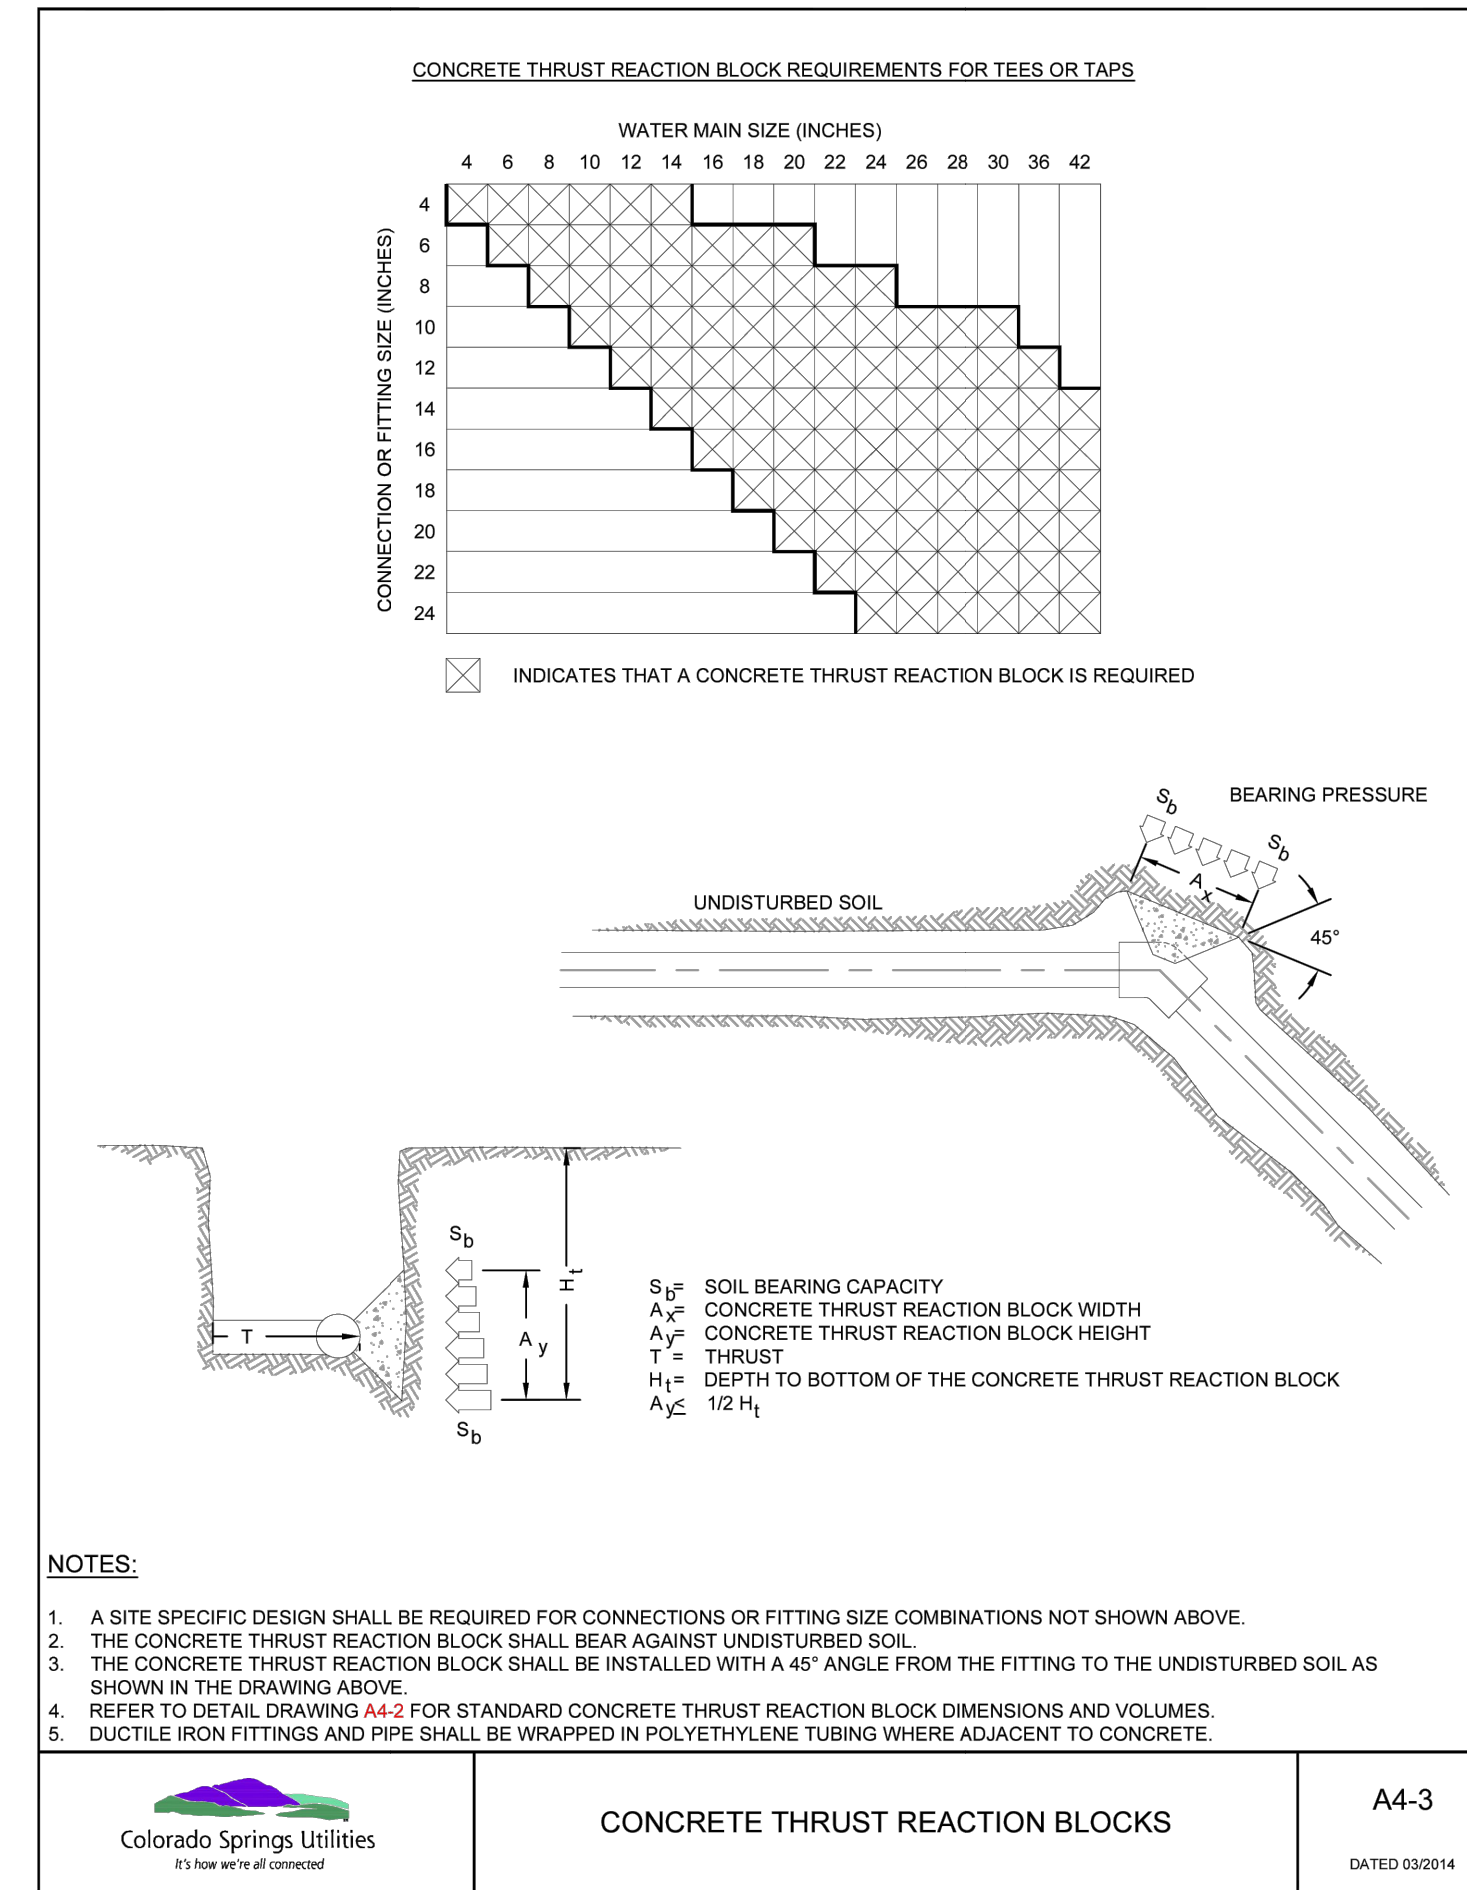 CONCRETE THRUST REACTION BLOCK REQUIREMENTS FOR TEES OR TAPS
WATER MAIN SIZE (INCHES)
4 6 8 10 12 14 16 18 20 22 24 26 28 30 36 42
CONNECTION OR FITTING SIZE (INCHES)
4
6
8
10
12
14
16
18
20
22
24
INDICATES THAT A CONCRETE THRUST REACTION BLOCK IS REQUIRED
Sb
BEARING PRESSURE
Sb
Ax
UNDISTURBED SOIL
45°
Sb
Ht
T
Ay
Sb
Sb= SOIL BEARING CAPACITY
Ax= CONCRETE THRUST REACTION BLOCK WIDTH
Ay= CONCRETE THRUST REACTION BLOCK HEIGHT
T = THRUST
Ht= DEPTH TO BOTTOM OF THE CONCRETE THRUST REACTION BLOCK
Ay≤ 1/2 Ht
NOTES:
1. A SITE SPECIFIC DESIGN SHALL BE REQUIRED FOR CONNECTIONS OR FITTING SIZE COMBINATIONS NOT SHOWN ABOVE.
2. THE CONCRETE THRUST REACTION BLOCK SHALL BEAR AGAINST UNDISTURBED SOIL.
3. THE CONCRETE THRUST REACTION BLOCK SHALL BE INSTALLED WITH A 45° ANGLE FROM THE FITTING TO THE UNDISTURBED SOIL AS
SHOWN IN THE DRAWING ABOVE.
4. REFER TO DETAIL DRAWING A4-2 FOR STANDARD CONCRETE THRUST REACTION BLOCK DIMENSIONS AND VOLUMES.
5. DUCTILE IRON FITTINGS AND PIPE SHALL BE WRAPPED IN POLYETHYLENE TUBING WHERE ADJACENT TO CONCRETE.
Colorado Springs Utilities
It's how we're all connected
CONCRETE THRUST REACTION BLOCKS
A4-3
DATED 03/2014